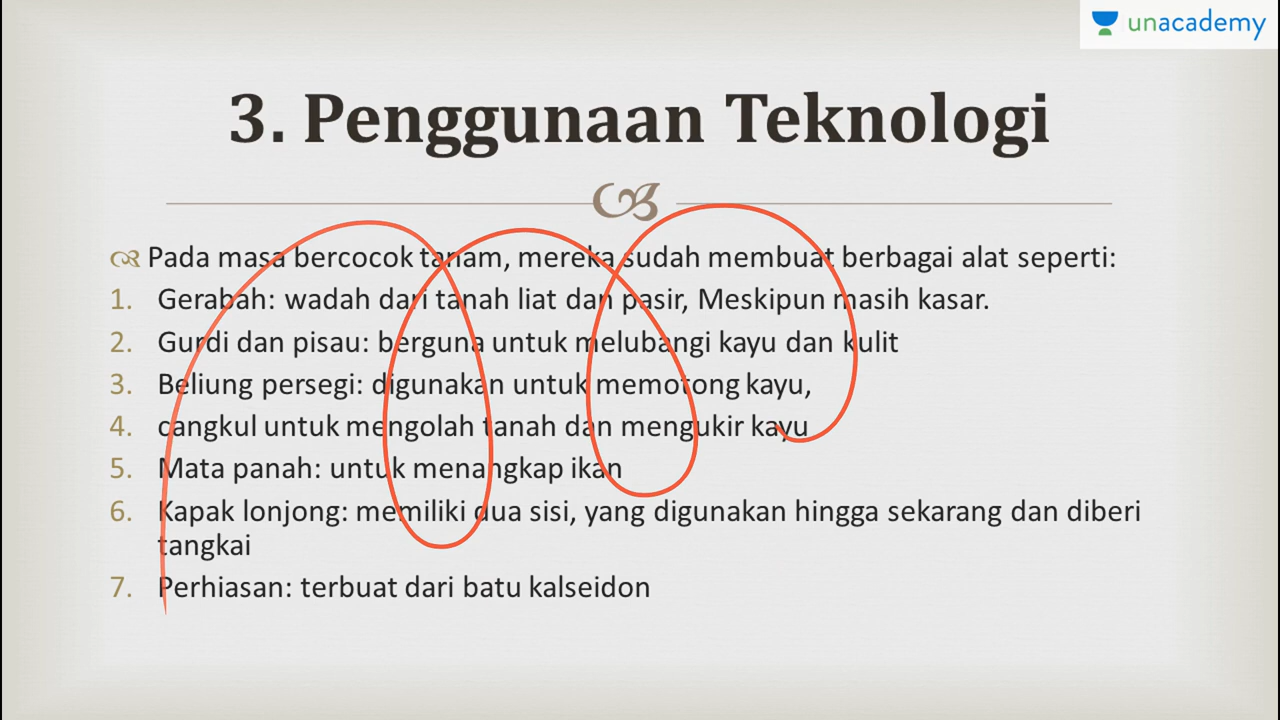 unacademy
3. Penggunaan Teknologi
Pada masa bercocok tanam, mereka sudah membuat berbagai alat seperti:
1. Gerabah: wadah dari tanah liat dan pasir, Meskipun masih kasar.
2. Gurdi dan pisau: berguna untuk melubangi kayu dan kulit
3. Beliung persegi: digunakan untuk memotong kayu,
4. cangkul untuk mengolah tanah dan mengukir kayu
5. Mata panah: untuk menangkap ikan
6. Kapak lonjong: memiliki dua sisi, yang digunakan hingga sekarang dan diberi
tangkai
7. Perhiasan: terbuat dari batu kalseidon